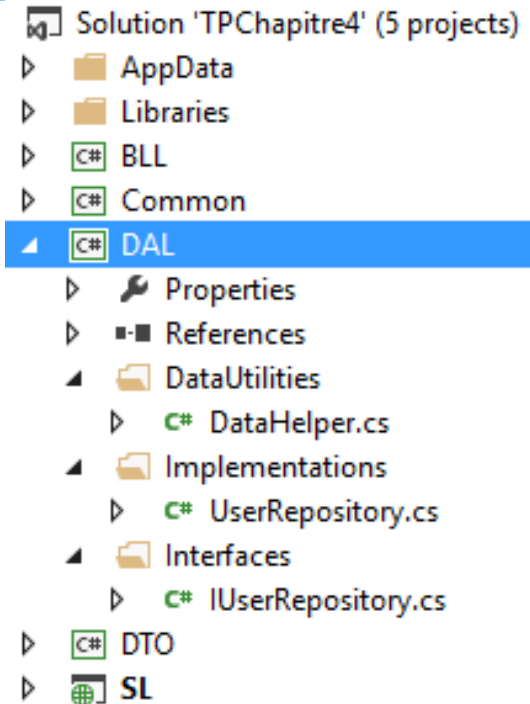 Solution 'TPChapitre4' (5 projects)
AppData
Libraries
C# BLL
C# Common
C# DAL
Properties
References
DataUtilities
C# DataHelper.cs
Implementations
C# UserRepository.cs
Interfaces
C# IUserRepository.cs
C# DTO
SL